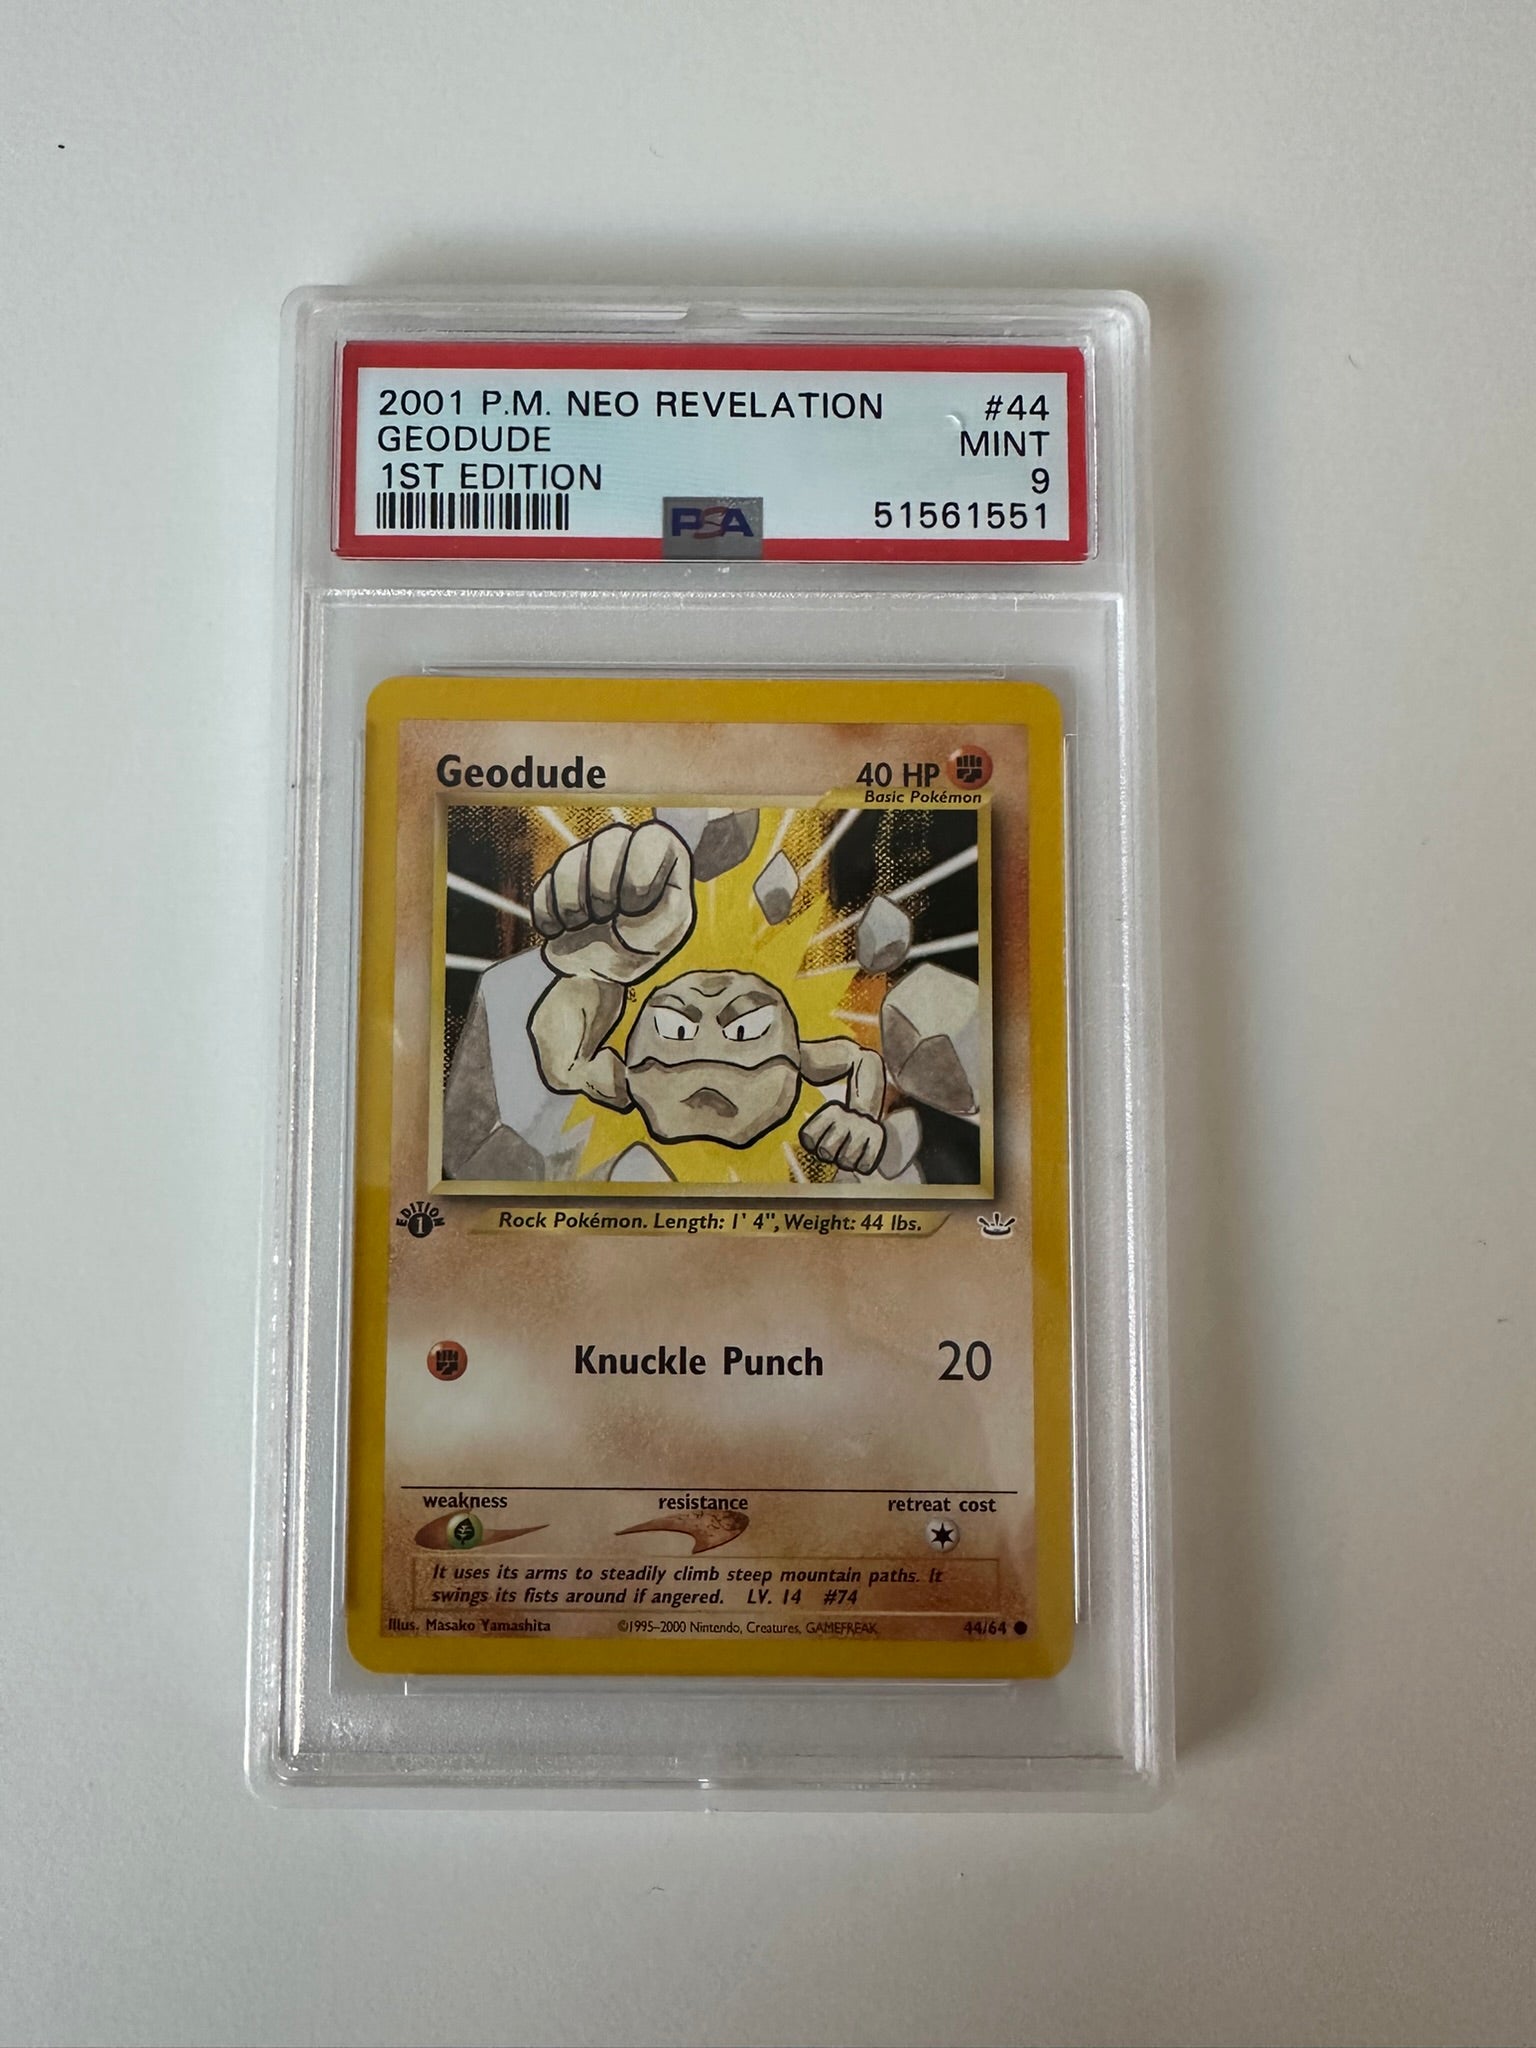 2001 P.M. NEO REVELATION #44
GEODUDE MINT
1ST EDITION 9
PSA 51561551
Geodude 40 HP
Basic Pokémon
EDITION 1
Rock Pokémon. Length: 1' 4", Weight: 44 lbs.
Knuckle Punch 20
weakness resistance retreat cost
It uses its arms to steadily climb steep mountain paths. It
swings its fists around if angered. LV. 14 #74
Illus. Masako Yamashita ©1995-2000 Nintendo, Creatures, GAMEFREAK 44/64